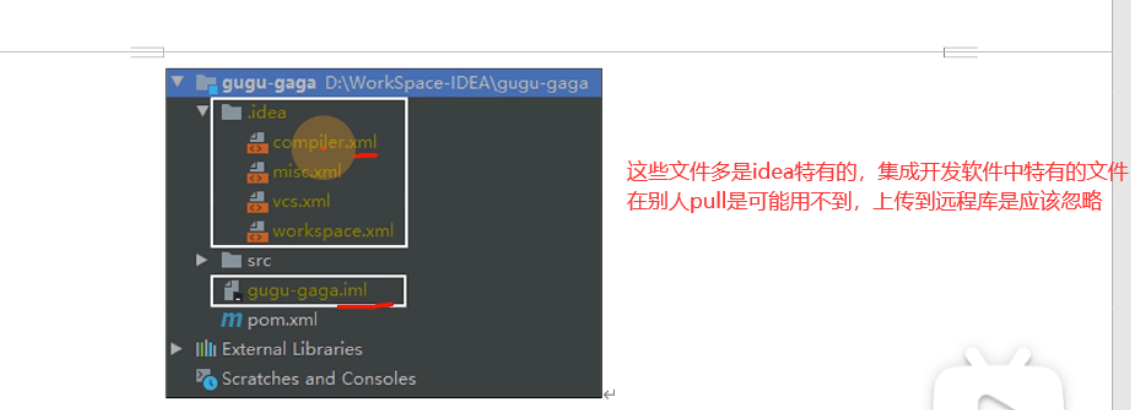 gugu-gaga D:\WorkSpace-IDEA\gugu-gaga
.idea
compiler.xml
misc.xml
vcs.xml
workspace.xml
src
gugu-gaga.iml
pom.xml
External Libraries
Scratches and Consoles
这些文件多是idea特有的，集成开发软件中特有的文件
在别人pull是可能用不到，上传到远程库是应该忽略